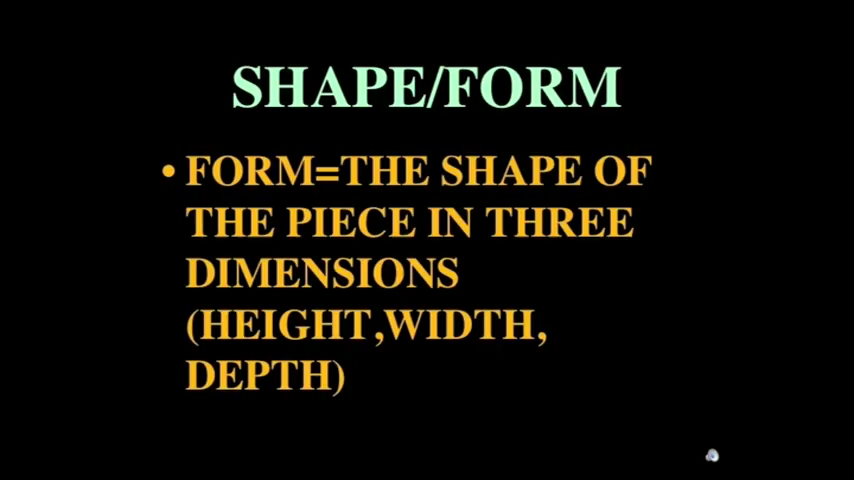 SHAPE/FORM
• FORM=THE SHAPE OF
THE PIECE IN THREE
DIMENSIONS
(HEIGHT,WIDTH,
DEPTH)